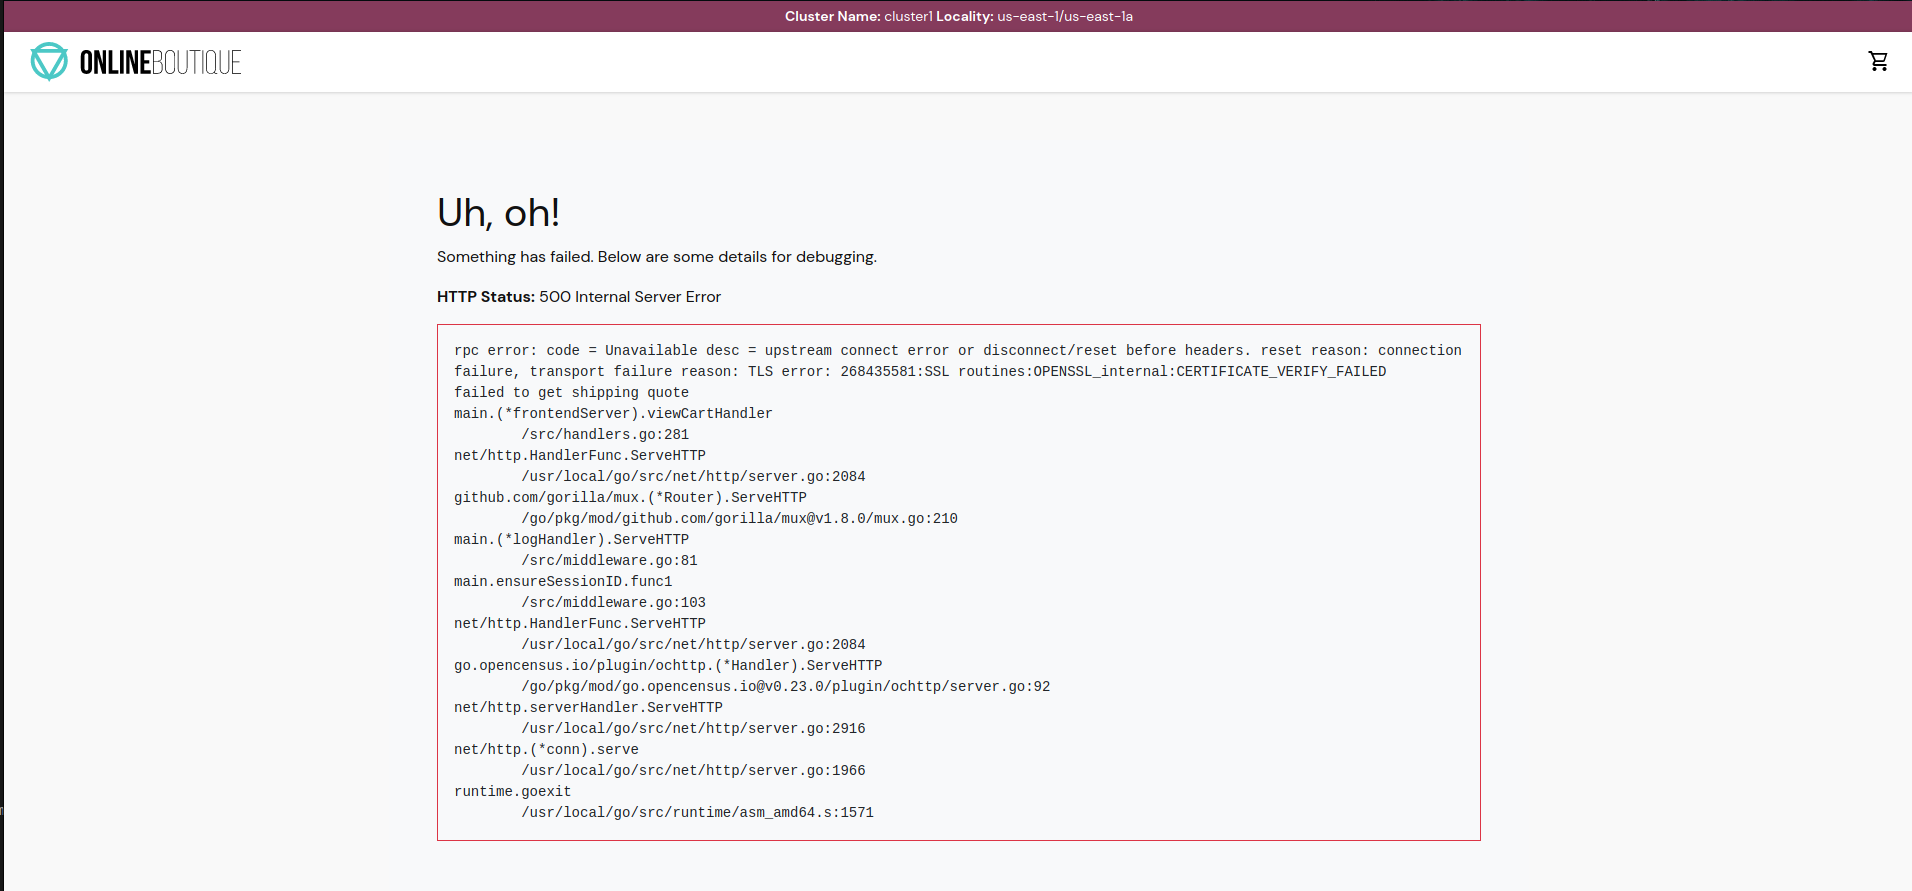 Cluster Name: cluster1 Locality: us-east-1/us-east-1a
ONLINEBOUTIQUE
Uh, oh!
Something has failed. Below are some details for debugging.
HTTP Status: 500 Internal Server Error
rpc error: code = Unavailable desc = upstream connect error or disconnect/reset before headers. reset reason: connection
failure, transport failure reason: TLS error: 268435581:SSL routines:OPENSSL_internal:CERTIFICATE_VERIFY_FAILED
failed to get shipping quote
main.(*frontendServer).viewCartHandler
        /src/handlers.go:281
net/http.HandlerFunc.ServeHTTP
        /usr/local/go/src/net/http/server.go:2084
github.com/gorilla/mux.(*Router).ServeHTTP
        /go/pkg/mod/github.com/gorilla/mux@v1.8.0/mux.go:210
main.(*logHandler).ServeHTTP
        /src/middleware.go:81
main.ensureSessionID.func1
        /src/middleware.go:103
net/http.HandlerFunc.ServeHTTP
        /usr/local/go/src/net/http/server.go:2084
go.opencensus.io/plugin/ochttp.(*Handler).ServeHTTP
        /go/pkg/mod/go.opencensus.io@v0.23.0/plugin/ochttp/server.go:92
net/http.serverHandler.ServeHTTP
        /usr/local/go/src/net/http/server.go:2916
net/http.(*conn).serve
        /usr/local/go/src/net/http/server.go:1966
runtime.goexit
        /usr/local/go/src/runtime/asm_amd64.s:1571